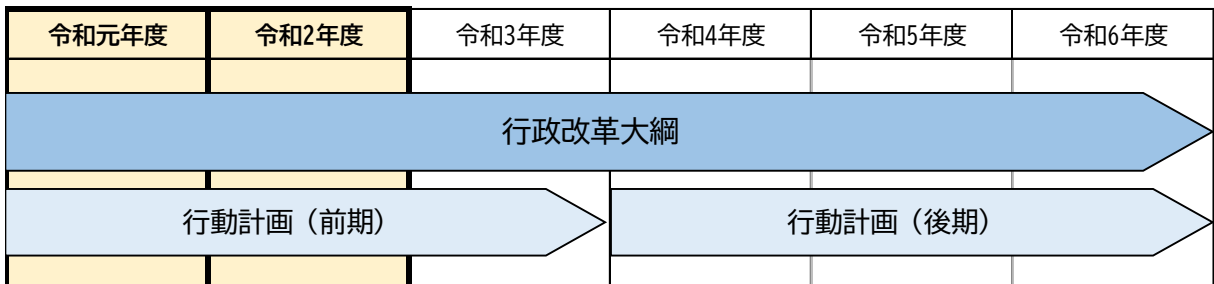 令和元年度 令和2年度 令和3年度 令和4年度 令和5年度 令和6年度
行政改革大綱
行動計画（前期） 行動計画（後期）